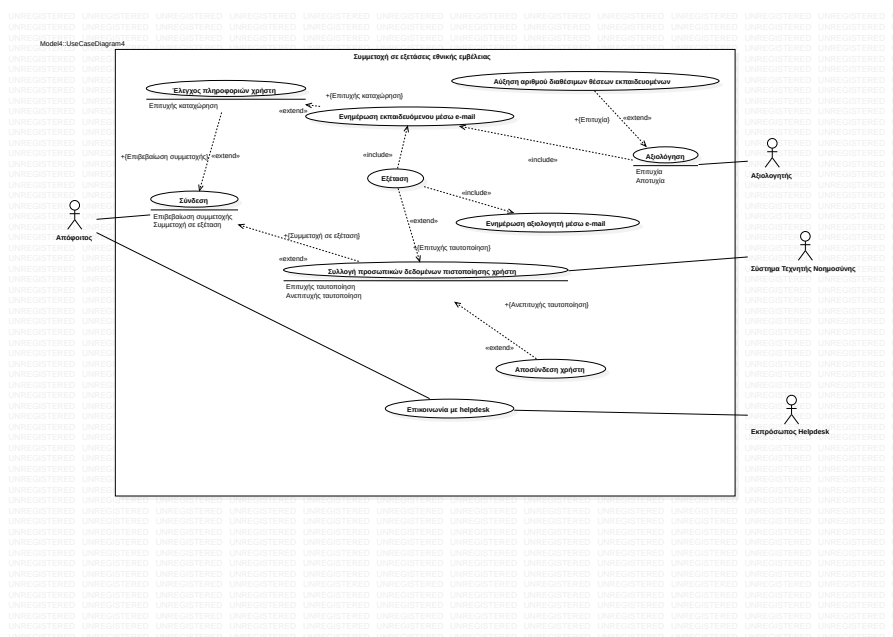 Model4::UseCaseDiagram4
Συμμετοχή σε εξετάσεις εθνικής εμβέλειας
Έλεγχος πληροφοριών χρήστη
Επιτυχής καταχώρηση
+{Επιτυχής καταχώρηση}
«extend»
Ενημέρωση εκπαιδευόμενου μέσω e-mail
Αύξηση αριθμού διαθέσιμων θέσεων εκπαιδευομένων
+{Επιτυχία}
«extend»
Αξιολόγηση
Επιτυχία
Αποτυχία
Αξιολογητής
«include»
«include»
+{Επιβεβαίωση συμμετοχής}
«extend»
Εξέταση
«include»
Σύνδεση
Επιβεβαίωση συμμετοχής
Συμμετοχή σε εξέταση
Απόφοιτος
«extend»
Ενημέρωση αξιολογητή μέσω e-mail
+{Συμμετοχή σε εξέταση}
«extend»
+{Επιτυχής ταυτοποίηση}
Συλλογή προσωπικών δεδομένων πιστοποίησης χρήστη
Επιτυχής ταυτοποίηση
Ανεπιτυχής ταυτοποίηση
Σύστημα Τεχνητής Νοημοσύνης
+{Ανεπιτυχής ταυτοποίηση}
«extend»
Αποσύνδεση χρήστη
Επικοινωνία με helpdesk
Εκπρόσωπος Helpdesk